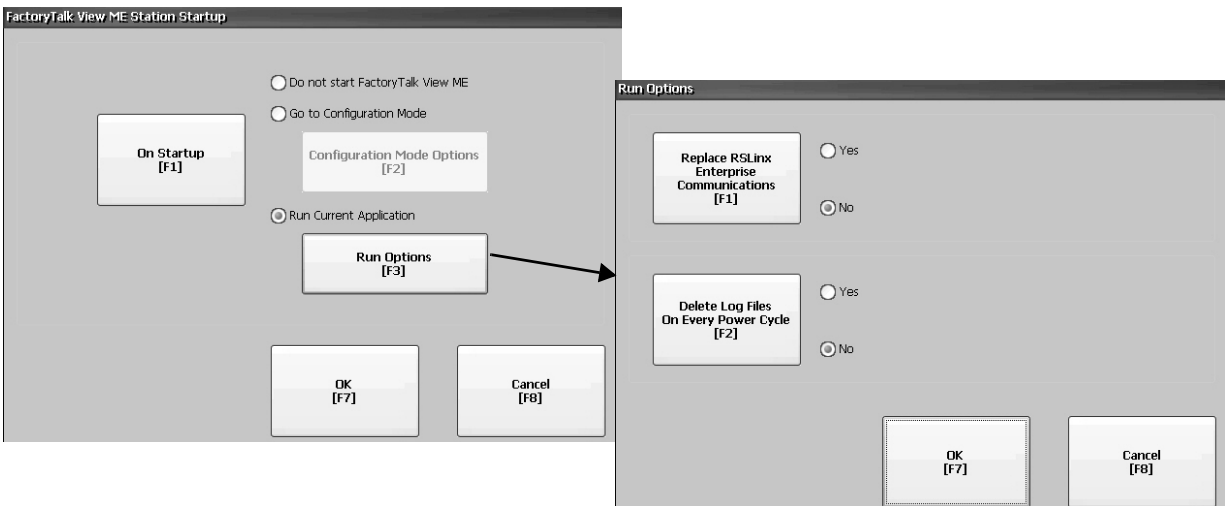 FactoryTalk View ME Station Startup
Do not start FactoryTalk View ME
Go to Configuration Mode
On Startup
[F1]
Configuration Mode Options
[F2]
Run Current Application
Run Options
[F3]
OK
[F7]
Cancel
[F8]
Run Options
Replace RSLinx
Enterprise
Communications
[F1]
Yes
No
Delete Log Files
On Every Power Cycle
[F2]
Yes
No
OK
[F7]
Cancel
[F8]